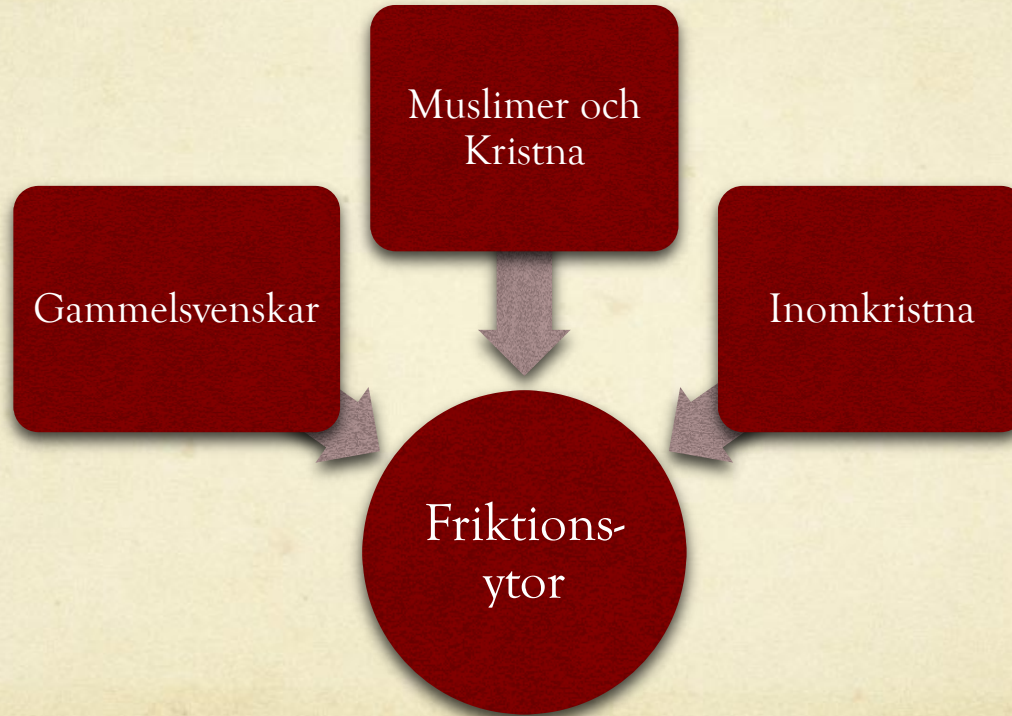 Muslimer och
Kristna
Gammelsvenskar
Inomkristna
Friktions-
ytor